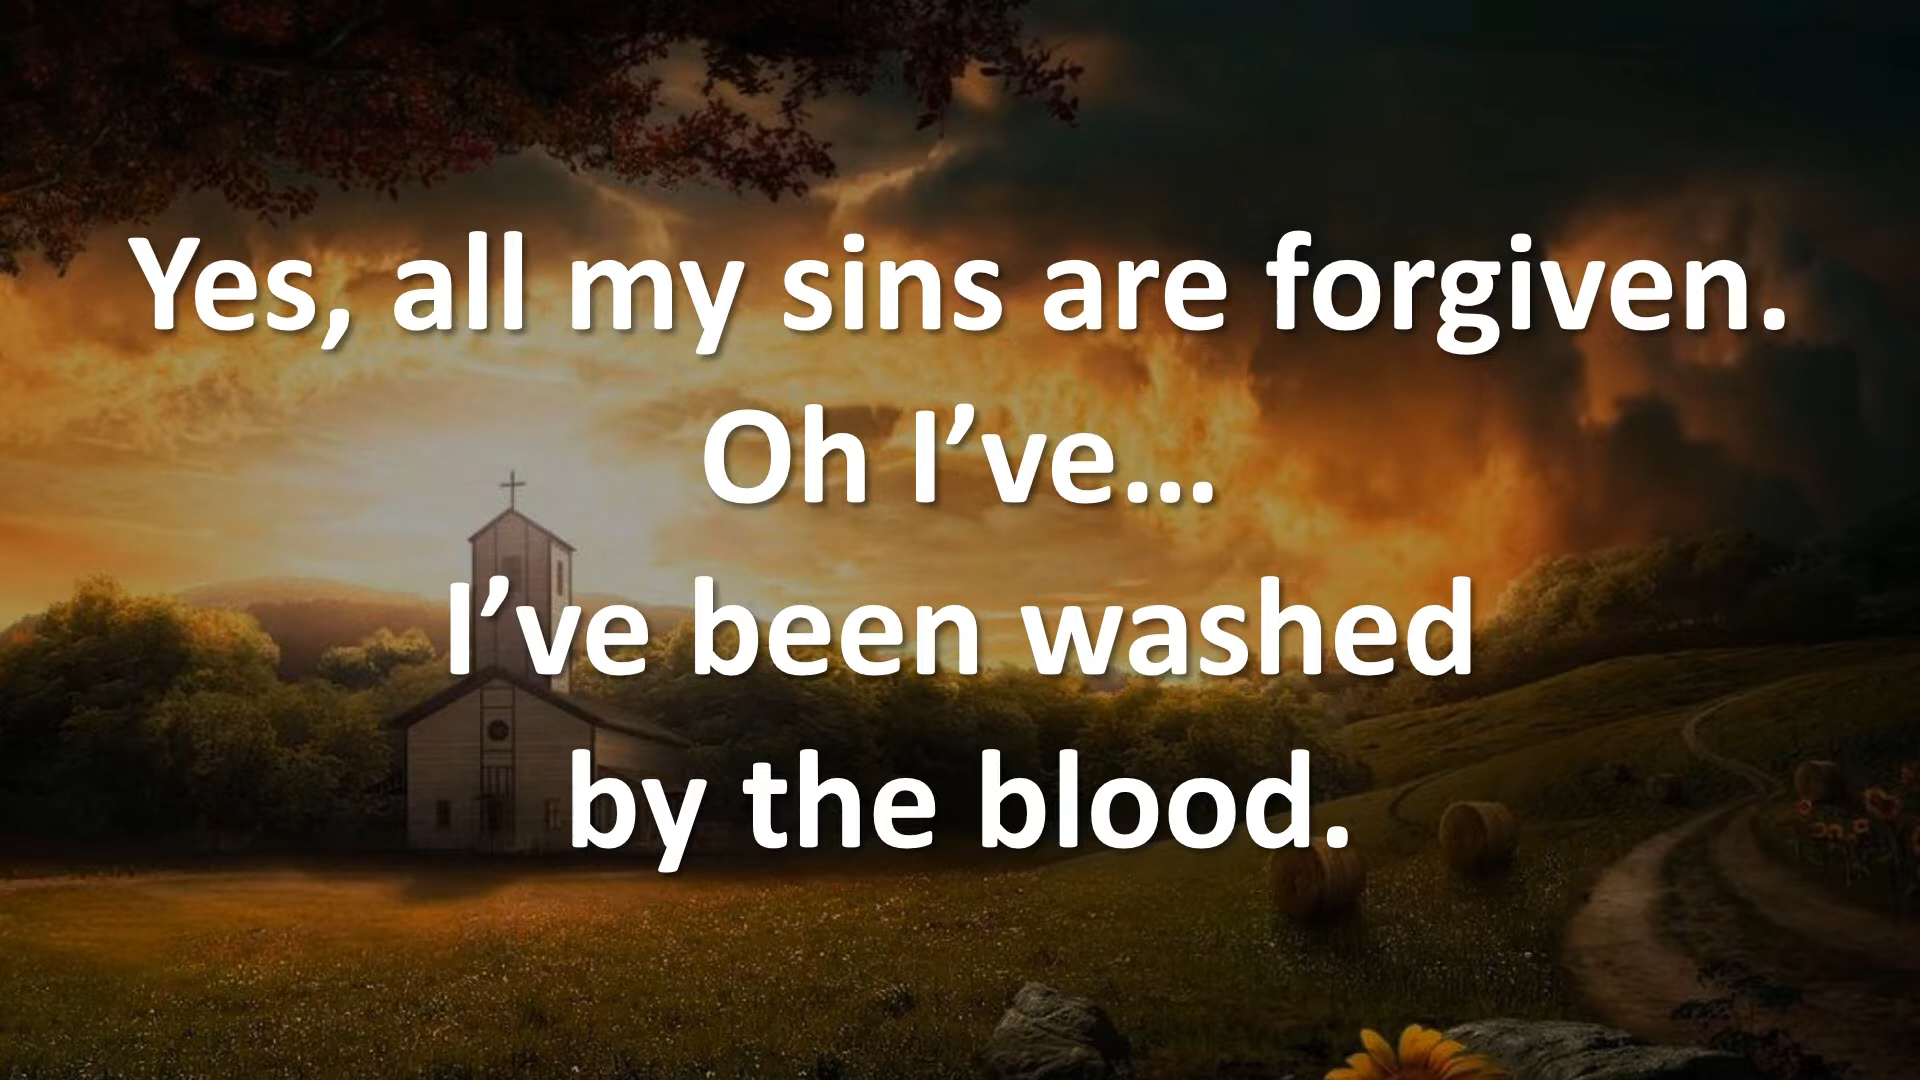 Yes, all my sins are forgiven.
Oh I’ve…
I’ve been washed
by the blood.